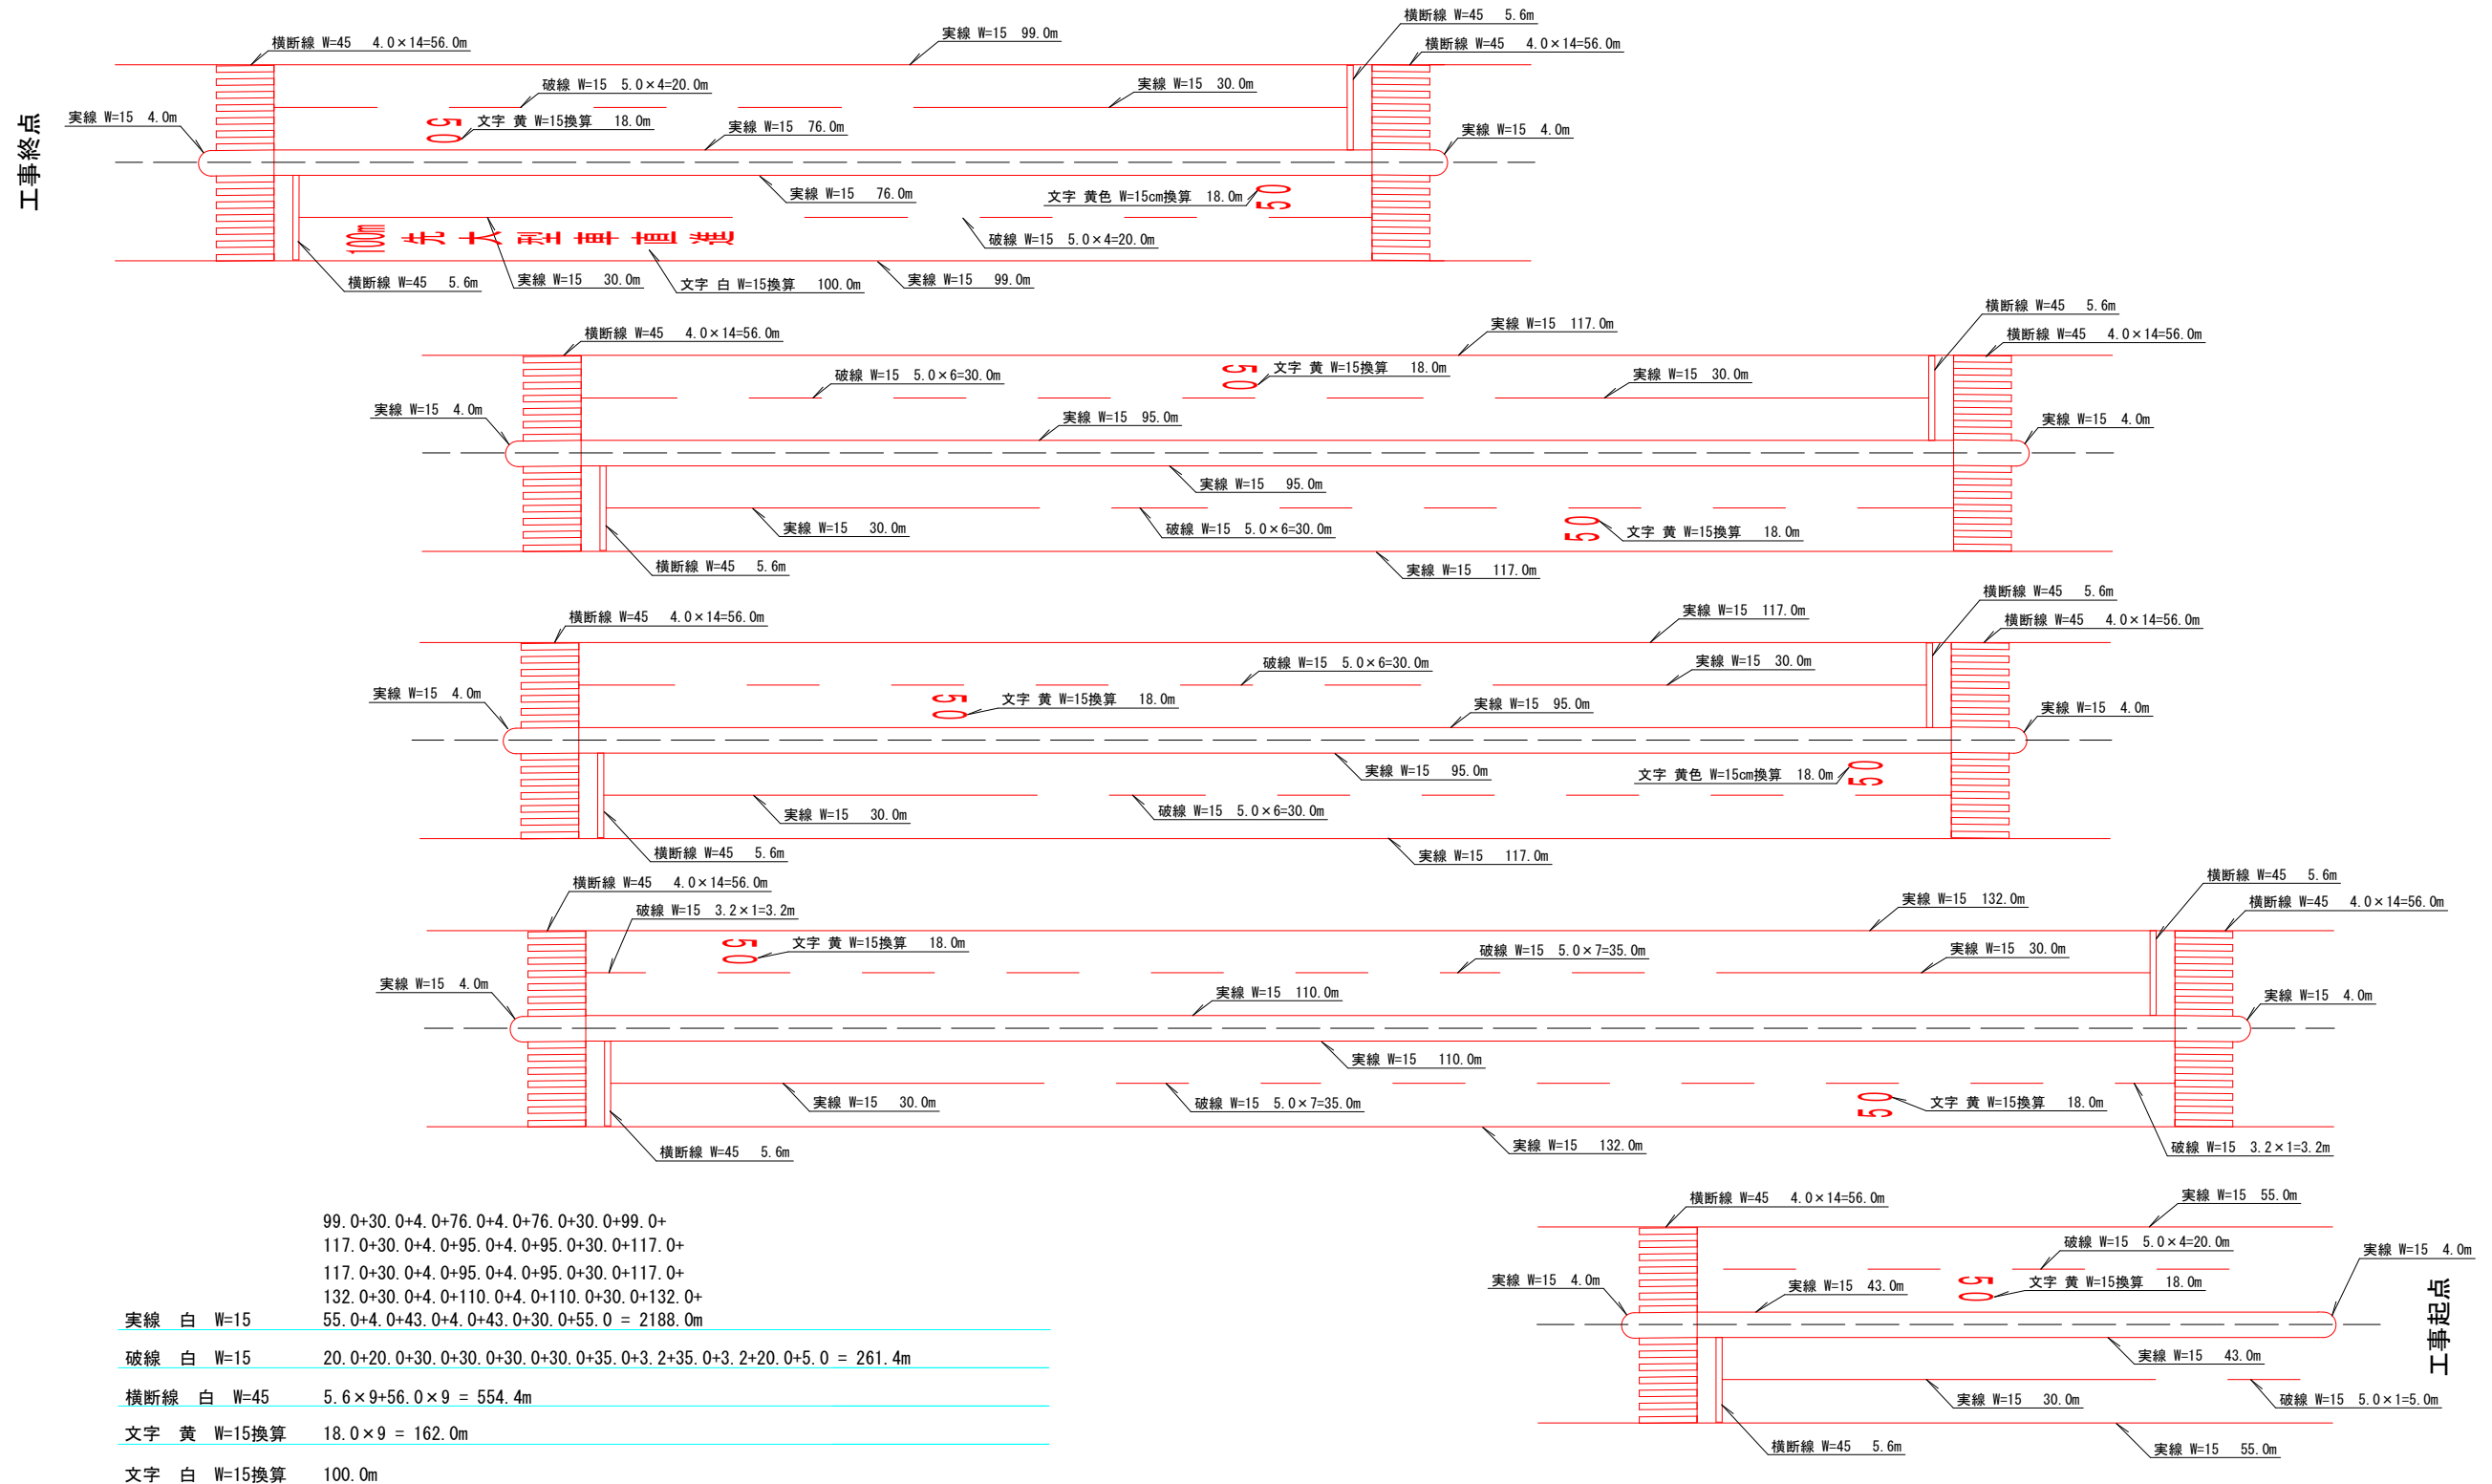 横断線 W=45 5.6m
実線 W=15 99.0m
横断線 W=45 4.0×14=56.0m
横断線 W=45 4.0×14=56.0m
破線 W=15 5.0×4=20.0m
実線 W=15 30.0m
実線 W=15 4.0m
50
文字 黄 W=15換算 18.0m
実線 W=15 76.0m
実線 W=15 4.0m
工事終点
実線 W=15 76.0m
文字 黄色 W=15cm換算 18.0m
50
100m先大型車直進
破線 W=15 5.0×4=20.0m
横断線 W=45 5.6m
実線 W=15 30.0m
文字 白 W=15換算 100.0m
実線 W=15 99.0m
横断線 W=45 5.6m
横断線 W=45 4.0×14=56.0m
実線 W=15 117.0m
横断線 W=45 4.0×14=56.0m
破線 W=15 5.0×6=30.0m
50
文字 黄 W=15換算 18.0m
実線 W=15 30.0m
実線 W=15 4.0m
実線 W=15 95.0m
実線 W=15 4.0m
実線 W=15 95.0m
実線 W=15 30.0m
破線 W=15 5.0×6=30.0m
50
文字 黄 W=15換算 18.0m
横断線 W=45 5.6m
実線 W=15 117.0m
横断線 W=45 5.6m
横断線 W=45 4.0×14=56.0m
実線 W=15 117.0m
横断線 W=45 4.0×14=56.0m
破線 W=15 5.0×6=30.0m
実線 W=15 30.0m
実線 W=15 4.0m
50
文字 黄 W=15換算 18.0m
実線 W=15 95.0m
実線 W=15 4.0m
実線 W=15 95.0m
文字 黄色 W=15cm換算 18.0m
50
実線 W=15 30.0m
破線 W=15 5.0×6=30.0m
横断線 W=45 5.6m
実線 W=15 117.0m
横断線 W=45 4.0×14=56.0m
横断線 W=45 5.6m
破線 W=15 3.2×1=3.2m
実線 W=15 132.0m
横断線 W=45 4.0×14=56.0m
50
文字 黄 W=15換算 18.0m
破線 W=15 5.0×7=35.0m
実線 W=15 30.0m
実線 W=15 4.0m
実線 W=15 110.0m
実線 W=15 4.0m
実線 W=15 110.0m
実線 W=15 30.0m
破線 W=15 5.0×7=35.0m
50
文字 黄 W=15換算 18.0m
横断線 W=45 5.6m
実線 W=15 132.0m
破線 W=15 3.2×1=3.2m
横断線 W=45 4.0×14=56.0m
実線 W=15 55.0m
破線 W=15 5.0×4=20.0m
実線 W=15 4.0m
実線 W=15 4.0m
実線 W=15 43.0m
50
文字 黄 W=15換算 18.0m
工事起点
実線 W=15 43.0m
実線 W=15 30.0m
破線 W=15 5.0×1=5.0m
横断線 W=45 5.6m
実線 W=15 55.0m
99.0+30.0+4.0+76.0+4.0+76.0+30.0+99.0+
117.0+30.0+4.0+95.0+4.0+95.0+30.0+117.0+
117.0+30.0+4.0+95.0+4.0+95.0+30.0+117.0+
132.0+30.0+4.0+110.0+4.0+110.0+30.0+132.0+
実線 白 W=15 55.0+4.0+43.0+4.0+43.0+30.0+55.0 = 2188.0m
破線 白 W=15 20.0+20.0+30.0+30.0+30.0+30.0+35.0+3.2+35.0+3.2+20.0+5.0 = 261.4m
横断線 白 W=45 5.6×9+56.0×9 = 554.4m
文字 黄 W=15換算 18.0×9 = 162.0m
文字 白 W=15換算 100.0m